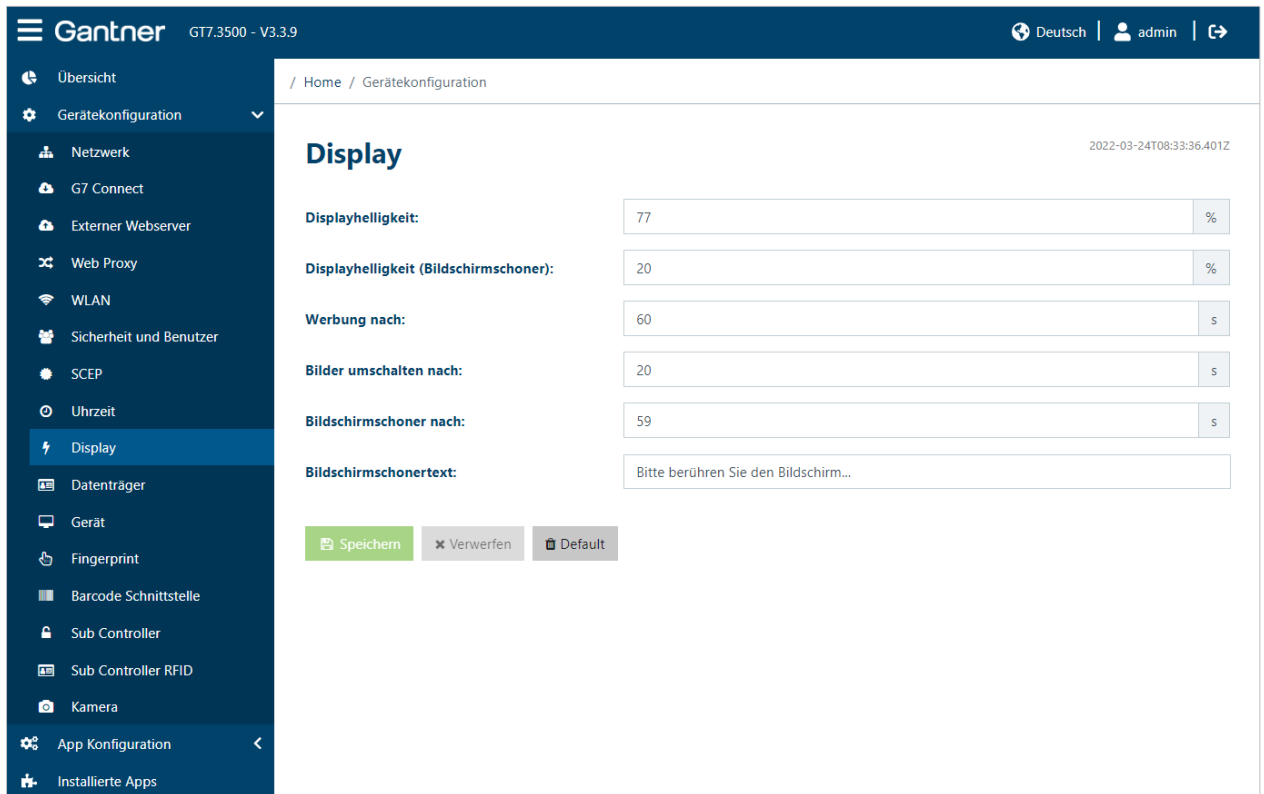 Gantner GT7.3500 - V3.3.9 Deutsch admin
Übersicht
/ Home / Gerätekonfiguration
Gerätekonfiguration
Netzwerk
G7 Connect
Externer Webserver
Web Proxy
WLAN
Sicherheit und Benutzer
SCEP
Uhrzeit
Display
Datenträger
Gerät
Fingerprint
Barcode Schnittstelle
Sub Controller
Sub Controller RFID
Kamera
App Konfiguration
Installierte Apps
Display 2022-03-24T08:33:36.401Z
Displayhelligkeit: 77 %
Displayhelligkeit (Bildschirmschoner): 20 %
Werbung nach: 60 s
Bilder umschalten nach: 20 s
Bildschirmschoner nach: 59 s
Bildschirmschonertext: Bitte berühren Sie den Bildschirm...
Speichern Verwerfen Default